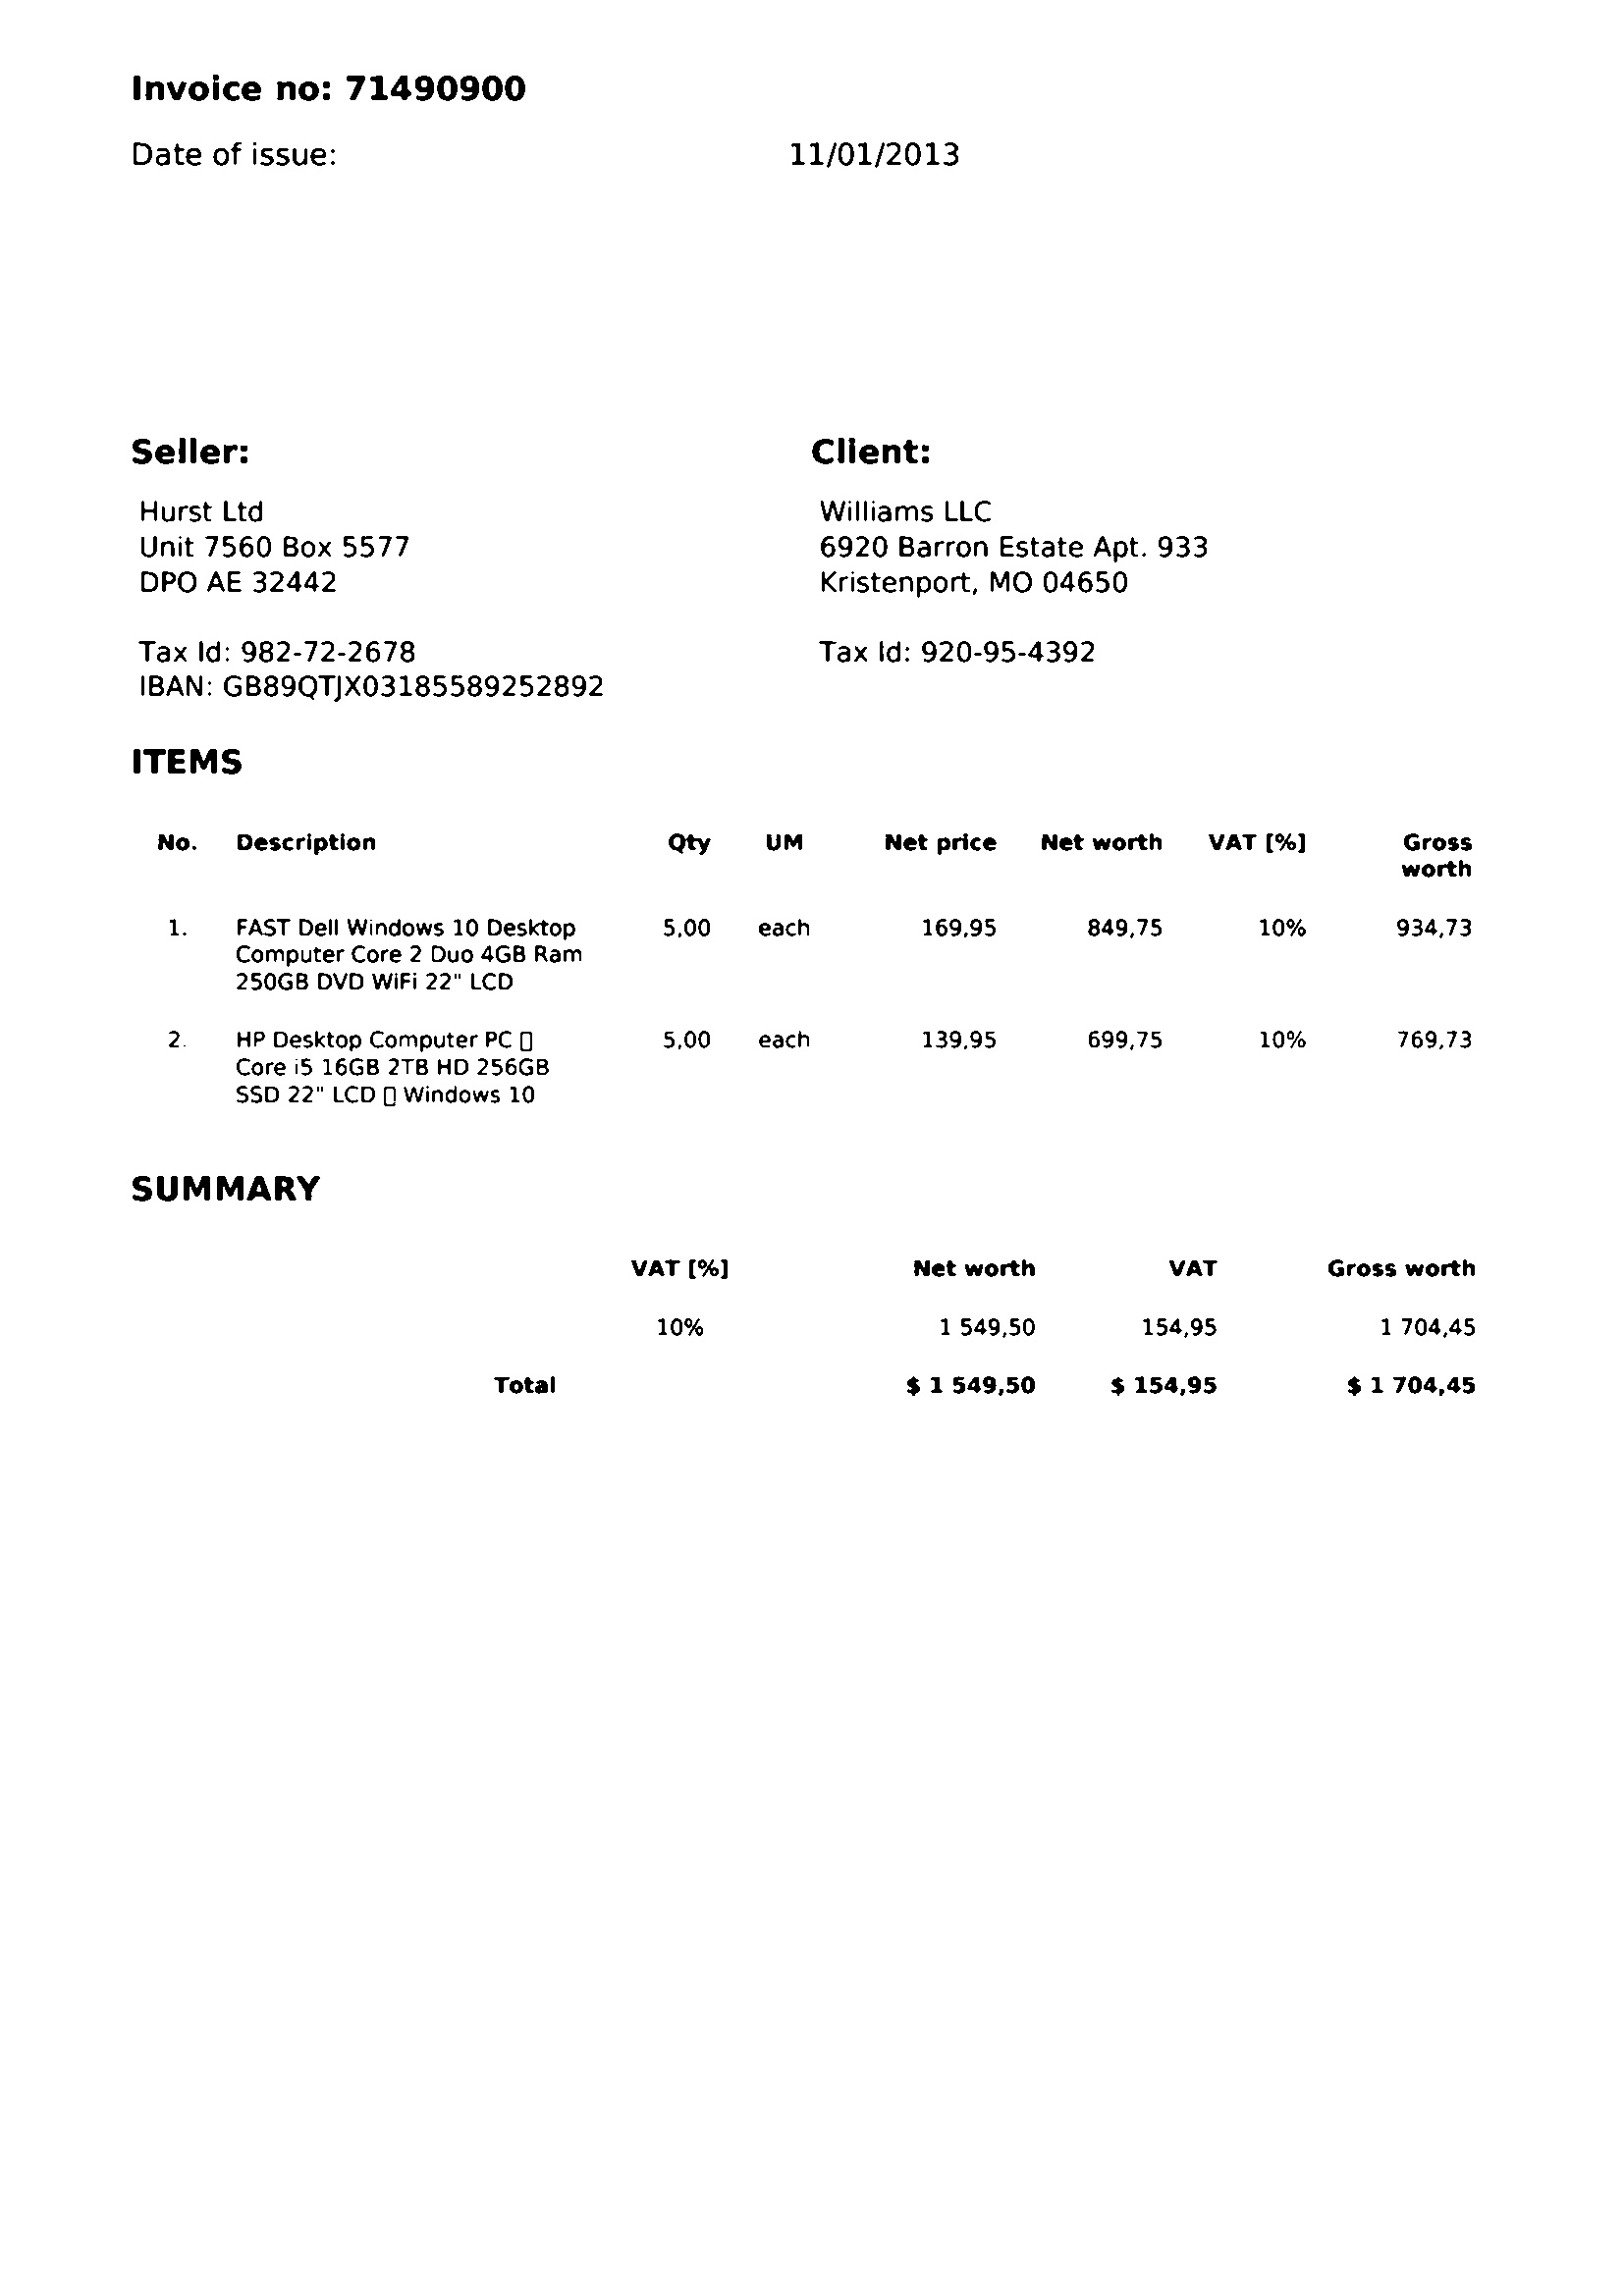 Invoice no: 71490900
Date of issue: 11/01/2013
Seller:
Hurst Ltd
Unit 7560 Box 5577
DPO AE 32442
Tax Id: 982-72-2678
IBAN: GB89QTJX03185589252892
Client:
Williams LLC
6920 Barron Estate Apt. 933
Kristenport, MO 04650
Tax Id: 920-95-4392
ITEMS
No. Description Qty UM Net price Net worth VAT [%] Gross
worth
1. FAST Dell Windows 10 Desktop 5,00 each 169,95 849,75 10% 934,73
Computer Core 2 Duo 4GB Ram
250GB DVD WiFi 22" LCD
2. HP Desktop Computer PC ▯ 5,00 each 139,95 699,75 10% 769,73
Core i5 16GB 2TB HD 256GB
SSD 22" LCD ▯ Windows 10
SUMMARY
VAT [%] Net worth VAT Gross worth
10% 1 549,50 154,95 1 704,45
Total $ 1 549,50 $ 154,95 $ 1 704,45